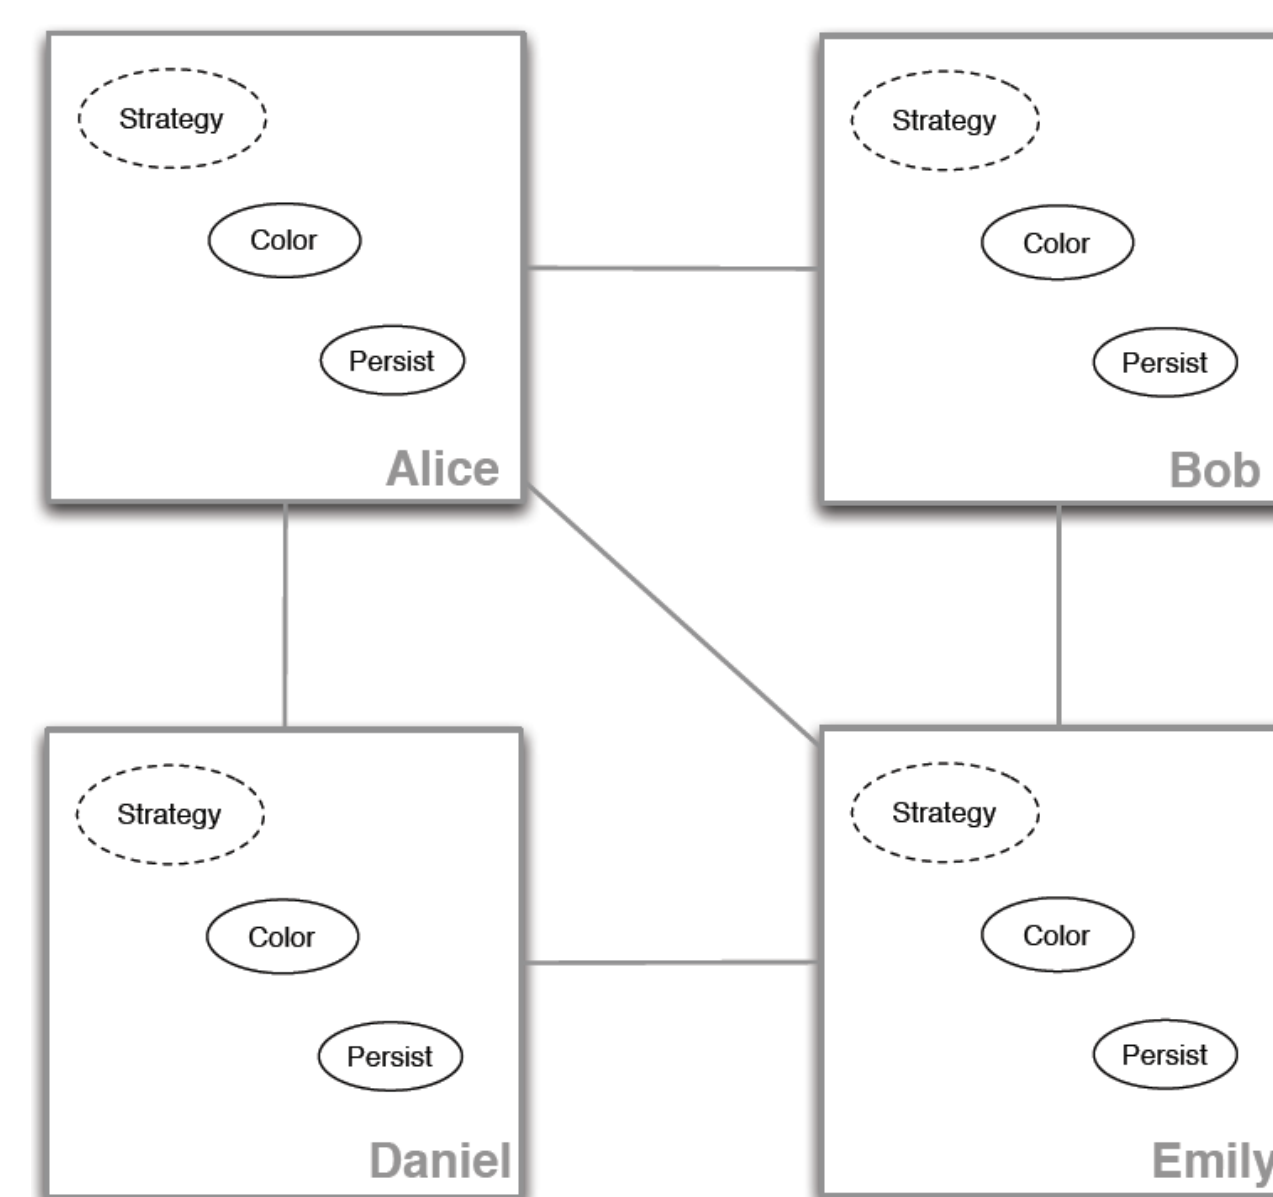 Strategy
Color
Persist
Alice
Strategy
Color
Persist
Bob
Strategy
Color
Persist
Daniel
Strategy
Color
Persist
Emily